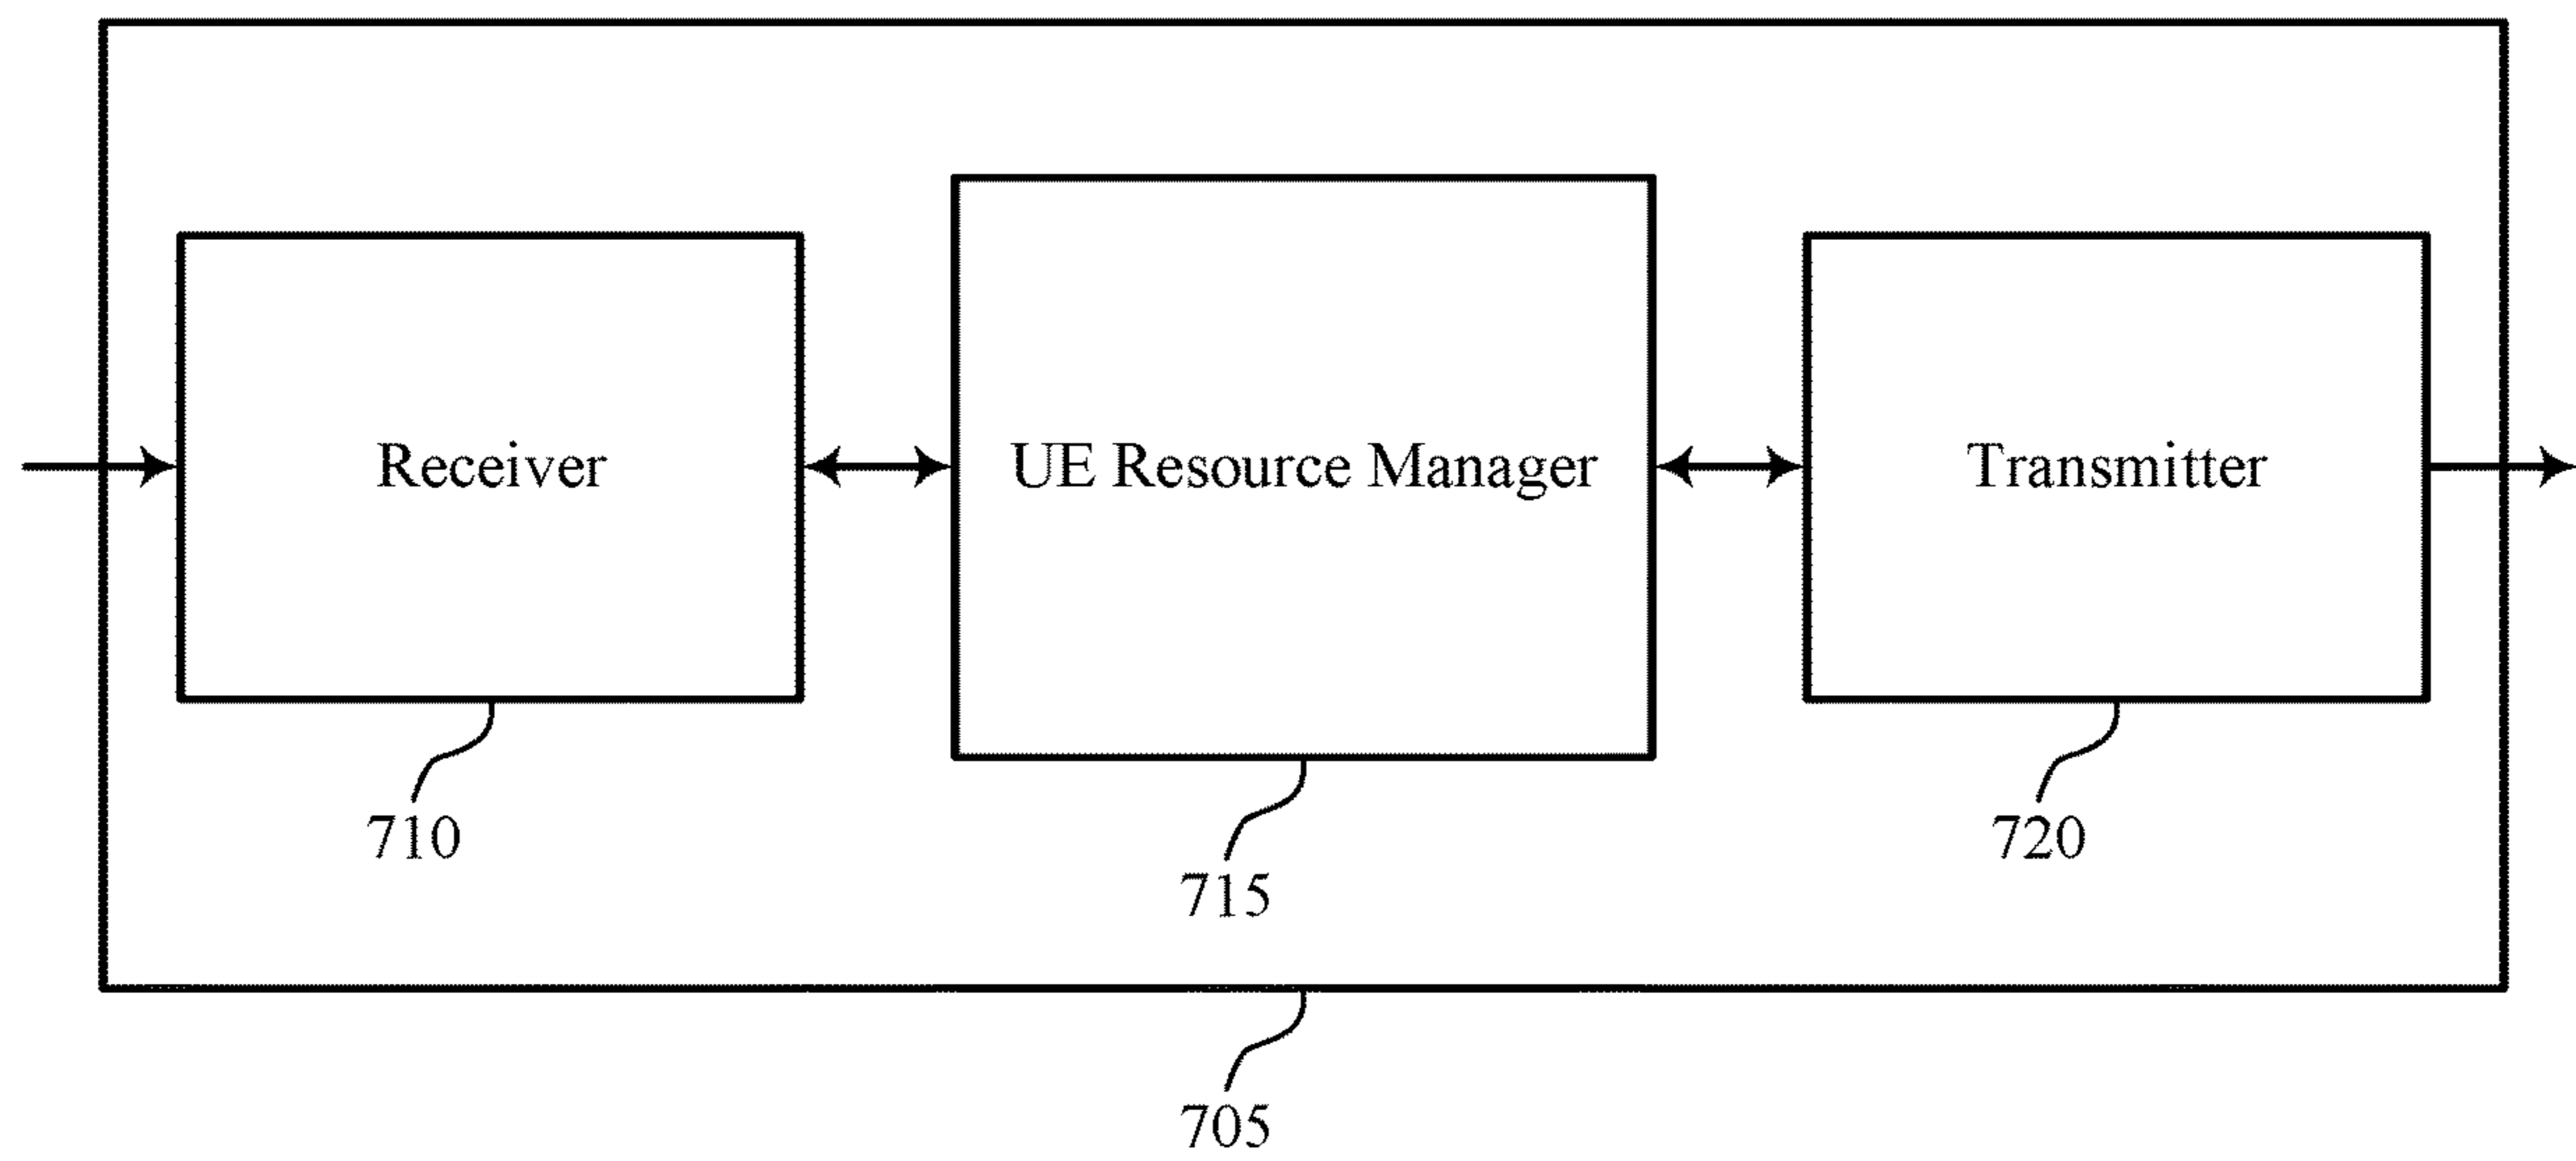 Receiver
UE Resource Manager
Transmitter
710
715
720
705